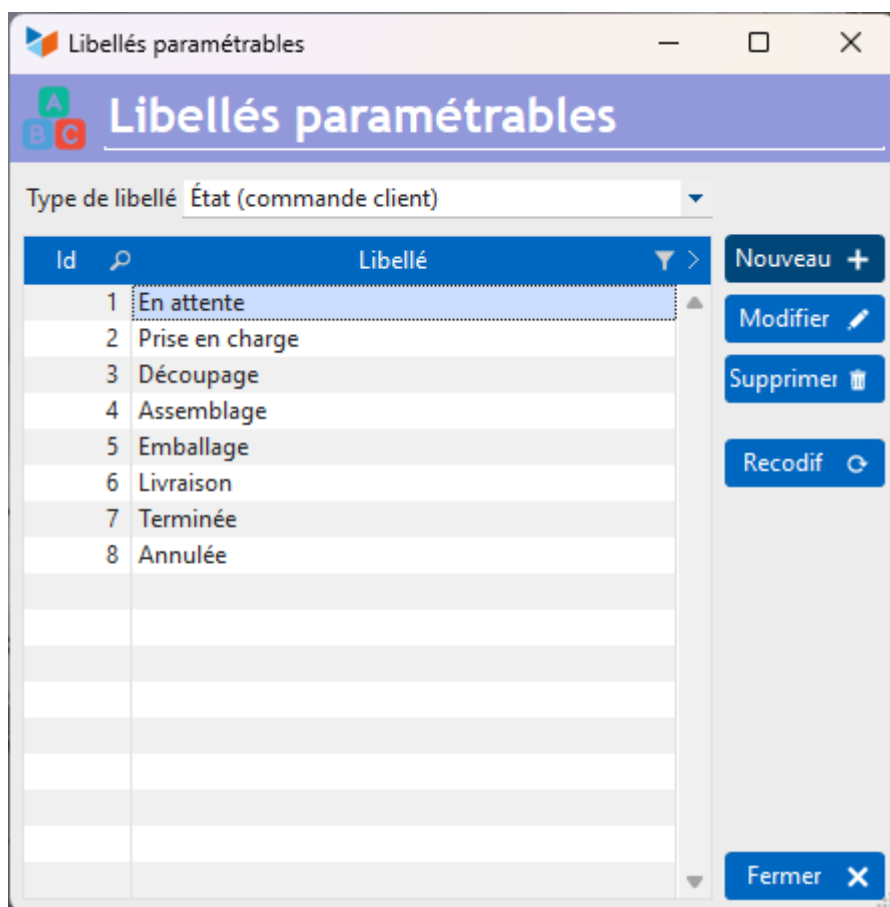 Libellés paramétrables
A
B C
Libellés paramétrables
Type de libellé État (commande client)
Id Libellé
1 En attente
2 Prise en charge
3 Découpage
4 Assemblage
5 Emballage
6 Livraison
7 Terminée
8 Annulée
Nouveau
Modifier
Supprimer
Recodif
Fermer